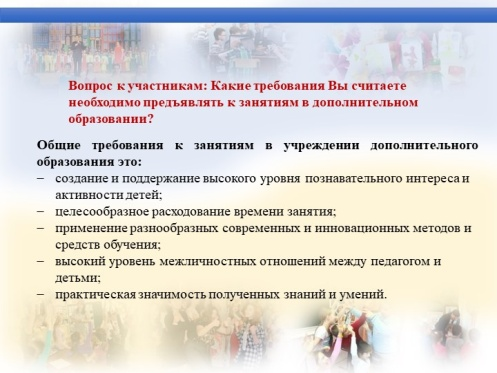 Вопрос к участникам: Какие требования Вы считаете
необходимо предъявлять к занятиям в дополнительном
образовании?
Общие требования к занятиям в учреждении дополнительного
образования это:
– создание и поддержание высокого уровня познавательного интереса и
активности детей;
– целесообразное расходование времени занятия;
– применение разнообразных современных и инновационных методов и
средств обучения;
– высокий уровень межличностных отношений между педагогом и
детьми;
– практическая значимость полученных знаний и умений.